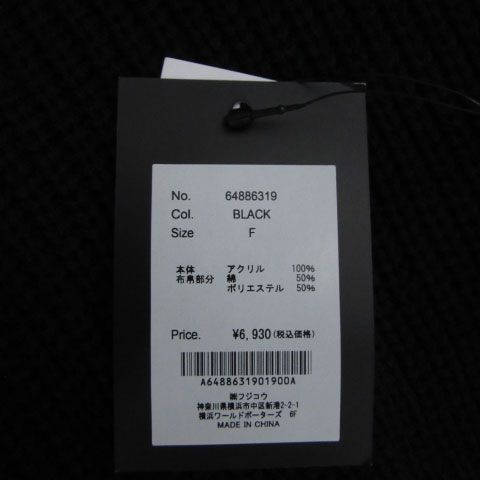 No. 64886319
Col. BLACK
Size F
本体 アクリル 100%
布帛部分 綿 50%
ポリエステル 50%
Price. ¥6,930(税込価格)
A6488631901900A
㈱フジコウ
神奈川県横浜市中区新港2-2-1
横浜ワールドポーターズ 6F
MADE IN CHINA